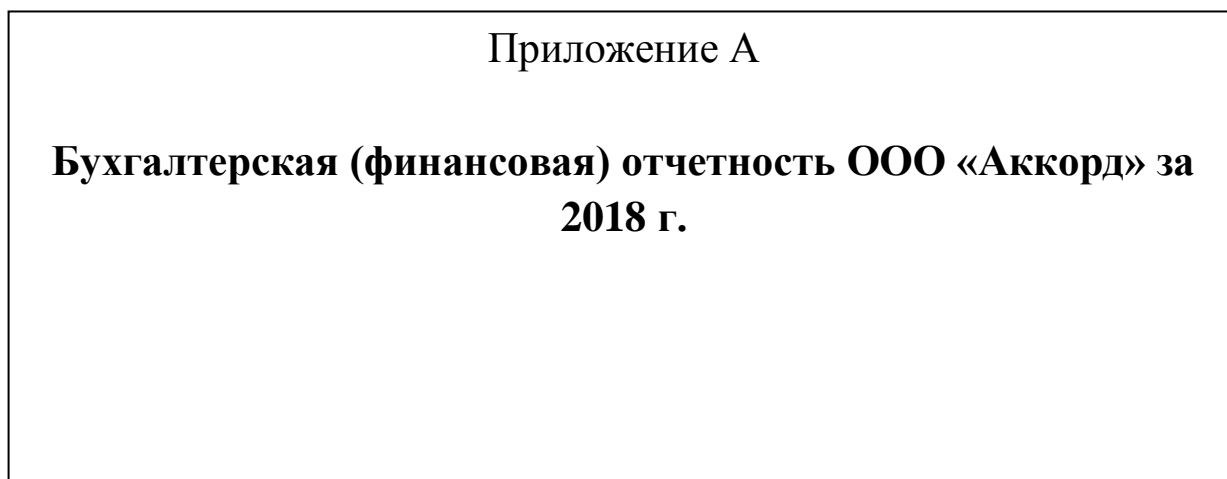 Приложение А
Бухгалтерская (финансовая) отчетность ООО «Аккорд» за
2018 г.